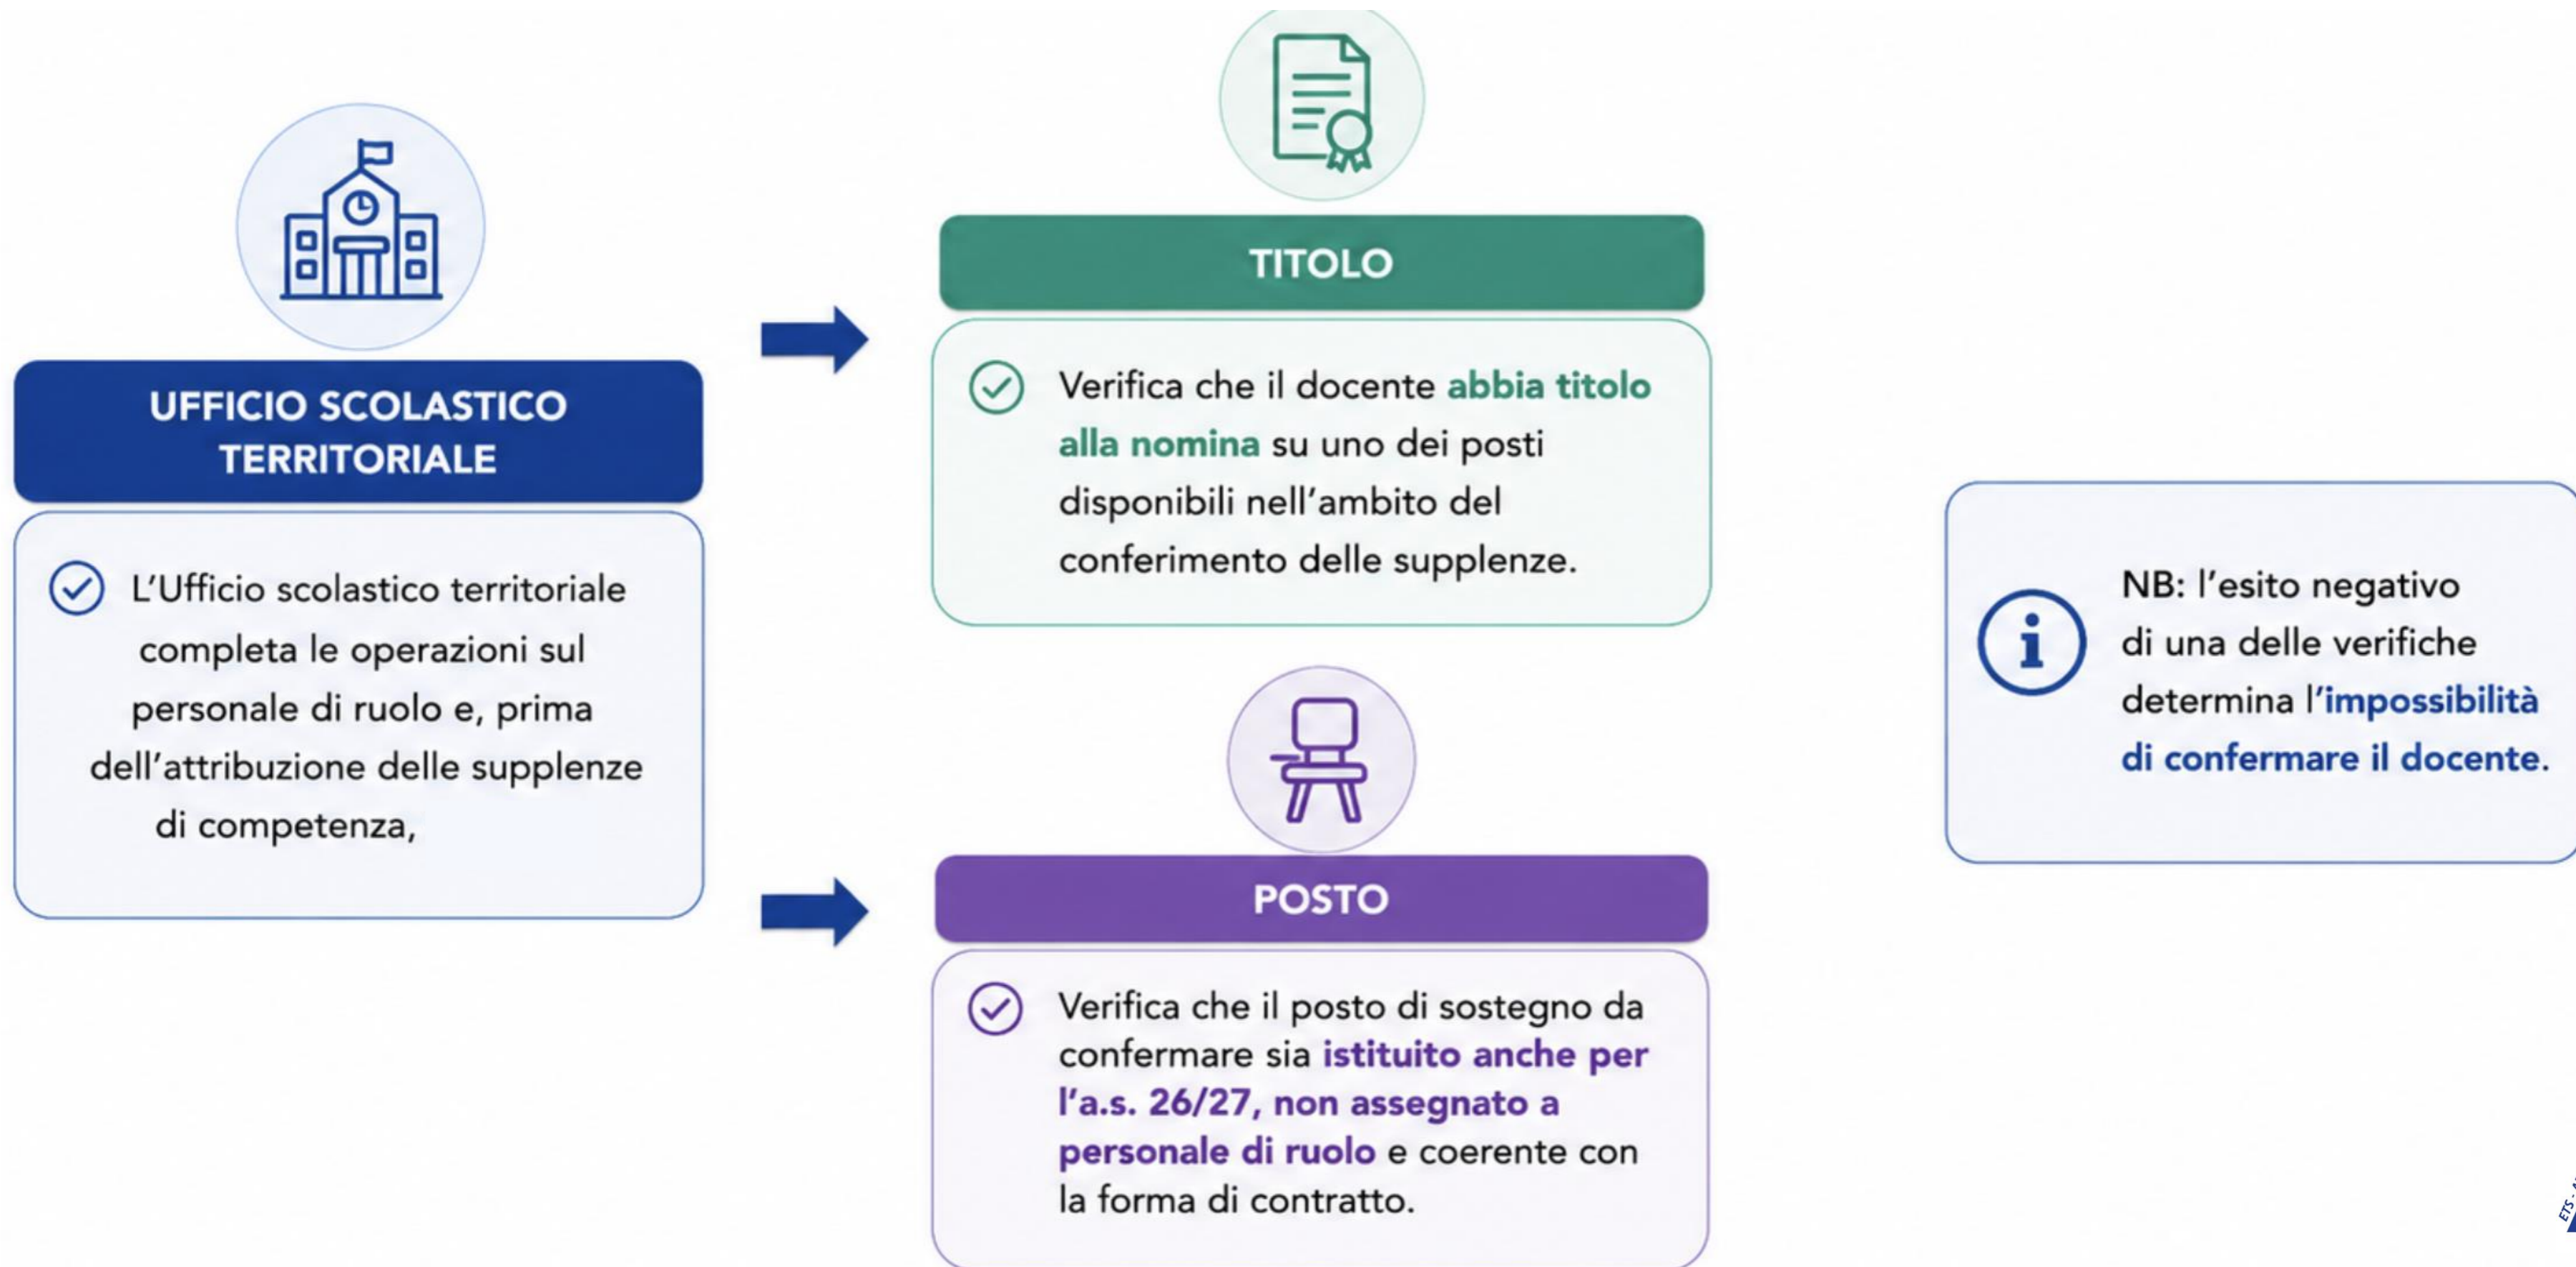 UFFICIO SCOLASTICO
TERRITORIALE
L'Ufficio scolastico territoriale
completa le operazioni sul
personale di ruolo e, prima
dell'attribuzione delle supplenze
di competenza,
TITOLO
Verifica che il docente abbia titolo
alla nomina su uno dei posti
disponibili nell'ambito del
conferimento delle supplenze.
POSTO
Verifica che il posto di sostegno da
confermare sia istituito anche per
l'a.s. 26/27, non assegnato a
personale di ruolo e coerente con
la forma di contratto.
NB: l'esito negativo
di una delle verifiche
determina l'impossibilità
di confermare il docente.
ETS -